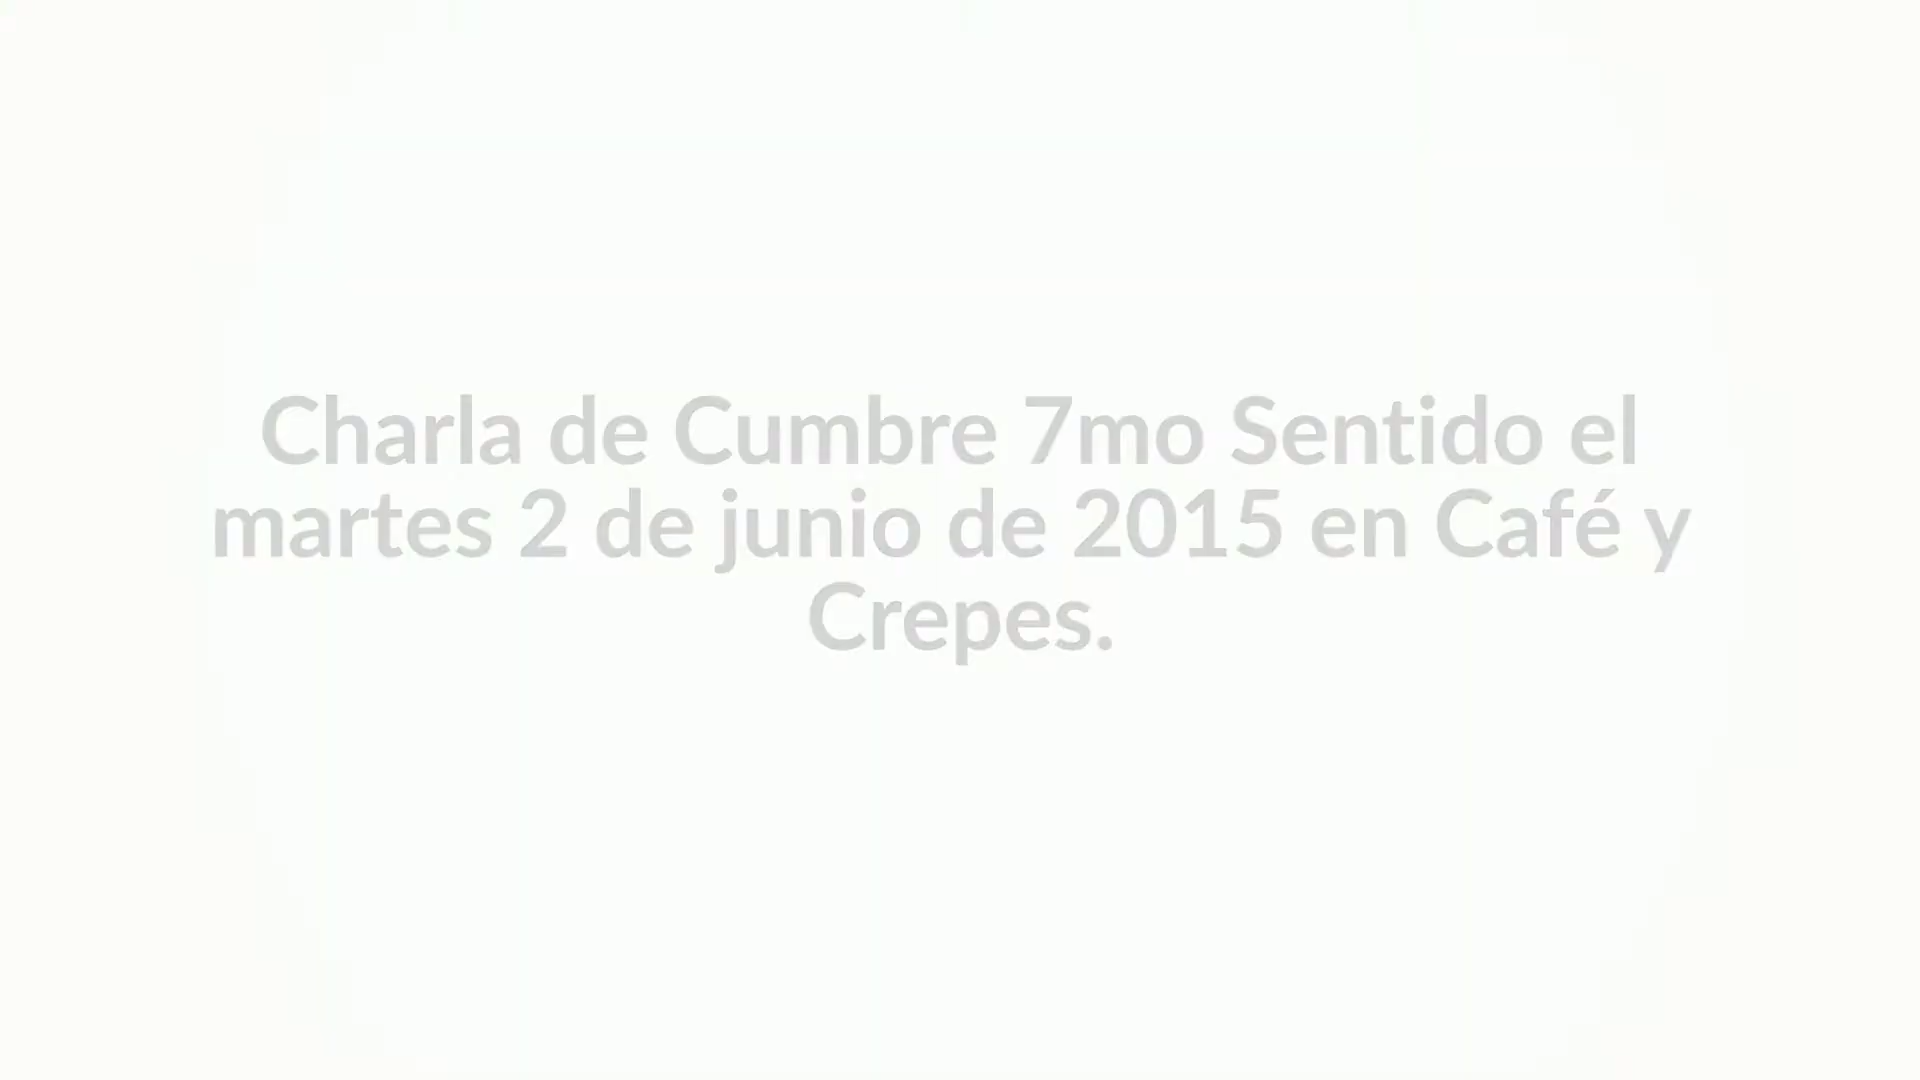 Charla de Cumbre 7mo Sentido el
martes 2 de junio de 2015 en Café y
Crepes.